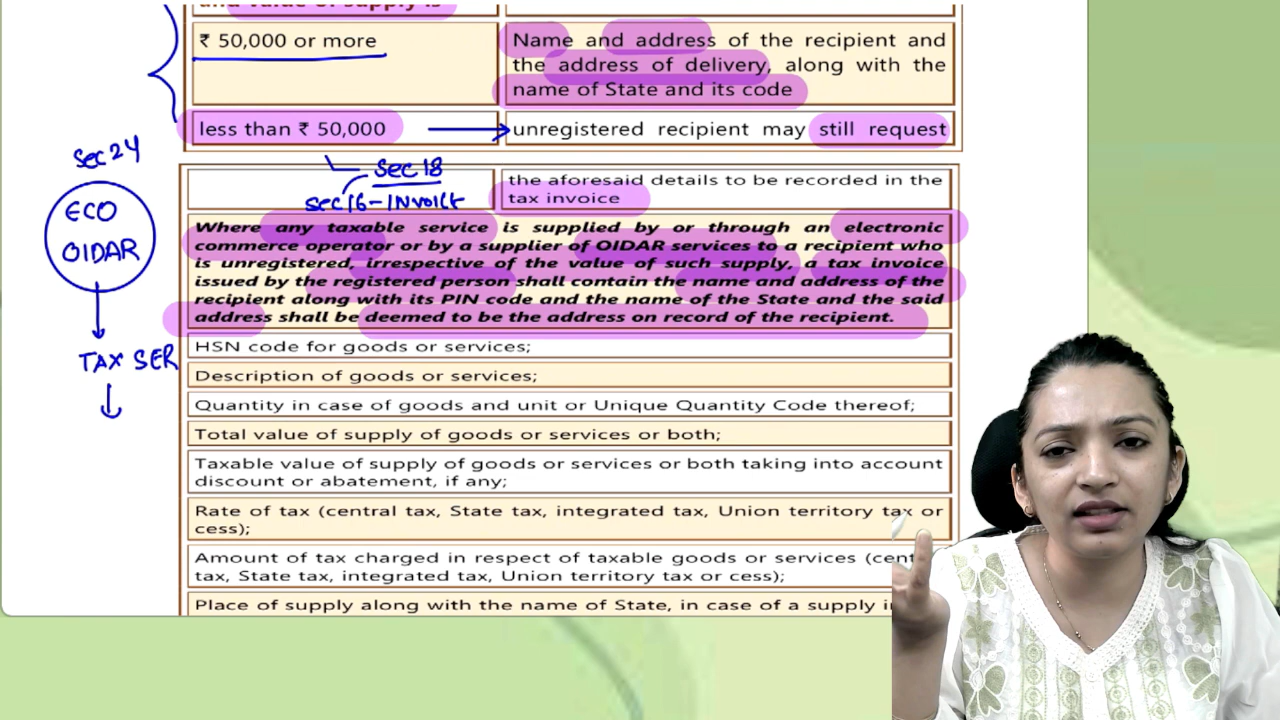 and value of supply is
₹ 50,000 or more
Name and address of the recipient and
the address of delivery, along with the
name of State and its code
less than ₹ 50,000
unregistered recipient may still request
Sec 24
Sec 18
Sec 16 - INVOICE
the aforesaid details to be recorded in the
tax invoice
ECO
OIDAR
Where any taxable service is supplied by or through an electronic
commerce operator or by a supplier of OIDAR services to a recipient who
is unregistered, irrespective of the value of such supply, a tax invoice
issued by the registered person shall contain the name and address of the
recipient along with its PIN code and the name of the State and the said
address shall be deemed to be the address on record of the recipient.
TAX SER
HSN code for goods or services;
Description of goods or services;
Quantity in case of goods and unit or Unique Quantity Code thereof;
Total value of supply of goods or services or both;
Taxable value of supply of goods or services or both taking into account
discount or abatement, if any;
Rate of tax (central tax, State tax, integrated tax, Union territory tax or
cess);
Amount of tax charged in respect of taxable goods or services (cent
tax, State tax, integrated tax, Union territory tax or cess);
Place of supply along with the name of State, in case of a supply in